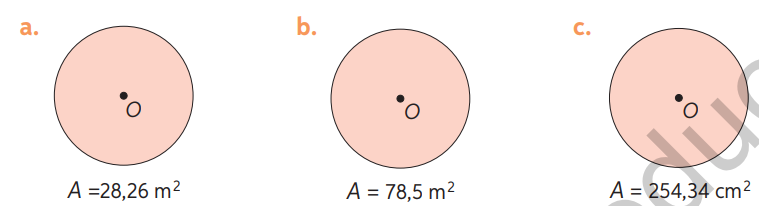 a. b. c.
O O O
A =28,26 m² A = 78,5 m² A = 254,34 cm²